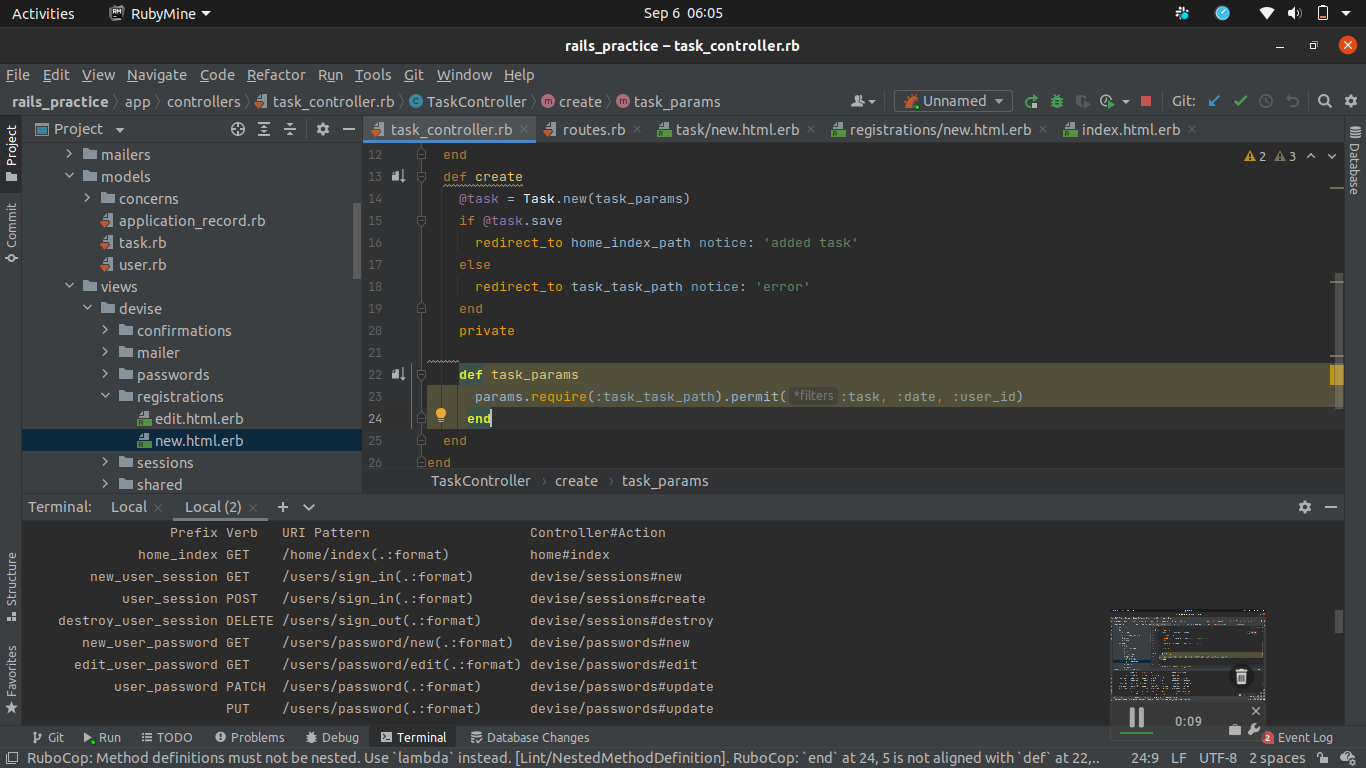 Activities RubyMine Sep 6 06:05
rails_practice – task_controller.rb
File Edit View Navigate Code Refactor Run Tools Git Window Help
rails_practice app controllers task_controller.rb TaskController create task_params Unnamed Git:
Project
Project
Commit
Structure
Favorites
Database
task_controller.rb routes.rb task/new.html.erb registrations/new.html.erb index.html.erb
mailers
models
concerns
application_record.rb
task.rb
user.rb
views
devise
confirmations
mailer
passwords
registrations
edit.html.erb
new.html.erb
sessions
shared
2 3
12 end
13 def create
14 @task = Task.new(task_params)
15 if @task.save
16 redirect_to home_index_path notice: 'added task'
17 else
18 redirect_to task_task_path notice: 'error'
19 end
20 private
21
22 def task_params
23 params.require(:task_task_path).permit( *filters :task, :date, :user_id)
24 end
25 end
26 end
TaskController › create › task_params
Terminal: Local Local (2)
Prefix Verb URI Pattern Controller#Action
home_index GET /home/index(.:format) home#index
new_user_session GET /users/sign_in(.:format) devise/sessions#new
user_session POST /users/sign_in(.:format) devise/sessions#create
destroy_user_session DELETE /users/sign_out(.:format) devise/sessions#destroy
new_user_password GET /users/password/new(.:format) devise/passwords#new
edit_user_password GET /users/password/edit(.:format) devise/passwords#edit
user_password PATCH /users/password(.:format) devise/passwords#update
PUT /users/password(.:format) devise/passwords#update
0:09
Git Run TODO Problems Debug Terminal Database Changes 2 Event Log
RuboCop: Method definitions must not be nested. Use `lambda` instead. [Lint/NestedMethodDefinition]. RuboCop: `end` at 24, 5 is not aligned with `def` at 22,... 24:9 LF UTF-8 2 spaces